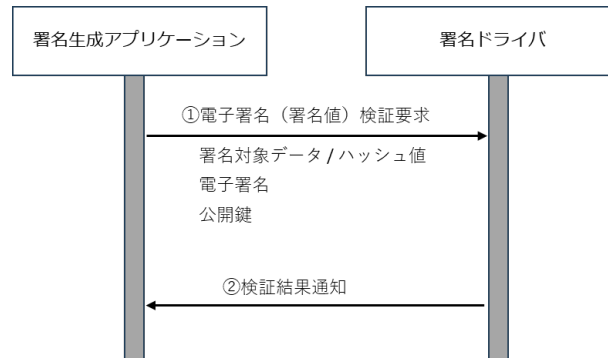 署名生成アプリケーション
署名ドライバ
①電子署名（署名値）検証要求
署名対象データ / ハッシュ値
電子署名
公開鍵
②検証結果通知